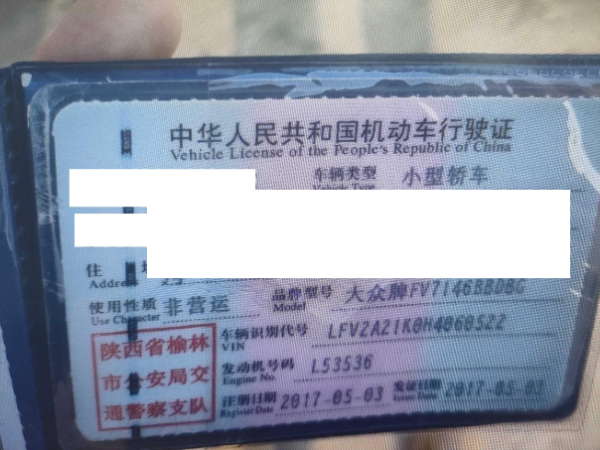 中华人民共和国机动车行驶证
Vehicle License of the People's Republic of China
车辆类型 小型轿车
Vehicle Type
住
Address
使用性质 非营运
Use Character
品牌型号 大众牌FV7146BBDBG
Model
车辆识别代号 LFV2A21K0H4060522
VIN
发动机号码 L53536
Engine No.
注册日期 2017-05-03
Register Date
发证日期 2017-05-03
Issue Date
陕西省榆林
市公安局交
通警察支队